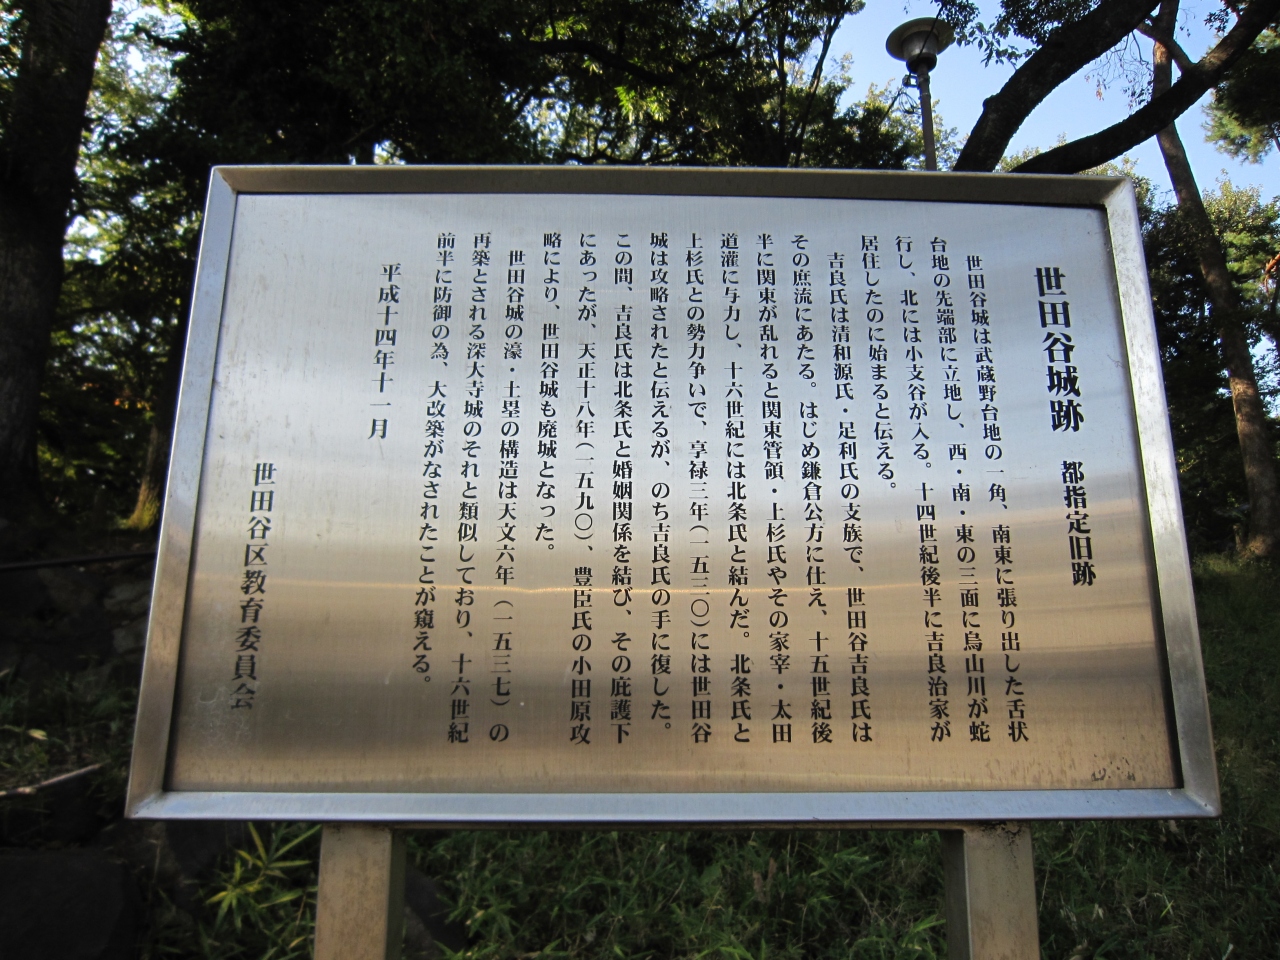 世田谷城跡 都指定旧跡
世田谷城は武蔵野台地の一角、南東に張り出した舌状
台地の先端部に立地し、西・南・東の三面に烏山川が蛇
行し、北には小支谷が入る。十四世紀後半に吉良治家が
居住したのに始まると伝える。
吉良氏は清和源氏・足利氏の支族で、世田谷吉良氏は
その庶流にあたる。はじめ鎌倉公方に仕え、十五世紀後
半に関東が乱れると関東管領・上杉氏やその家宰・太田
道灌に与力し、十六世紀には北条氏と結んだ。北条氏と
上杉氏との勢力争いで、享禄三年(一五三〇)には世田谷
城は攻略されたと伝えるが、のち吉良氏の手に復した。
この間、吉良氏は北条氏と婚姻関係を結び、その庇護下
にあったが、天正十八年(一五九〇)、豊臣氏の小田原攻
略により、世田谷城も廃城となった。
世田谷城の濠・土塁の構造は天文六年(一五三七)の
再築とされる深大寺城のそれと類似しており、十六世紀
前半に防御の為、大改築がなされたことが窺える。
平成十四年十一月
世田谷区教育委員会